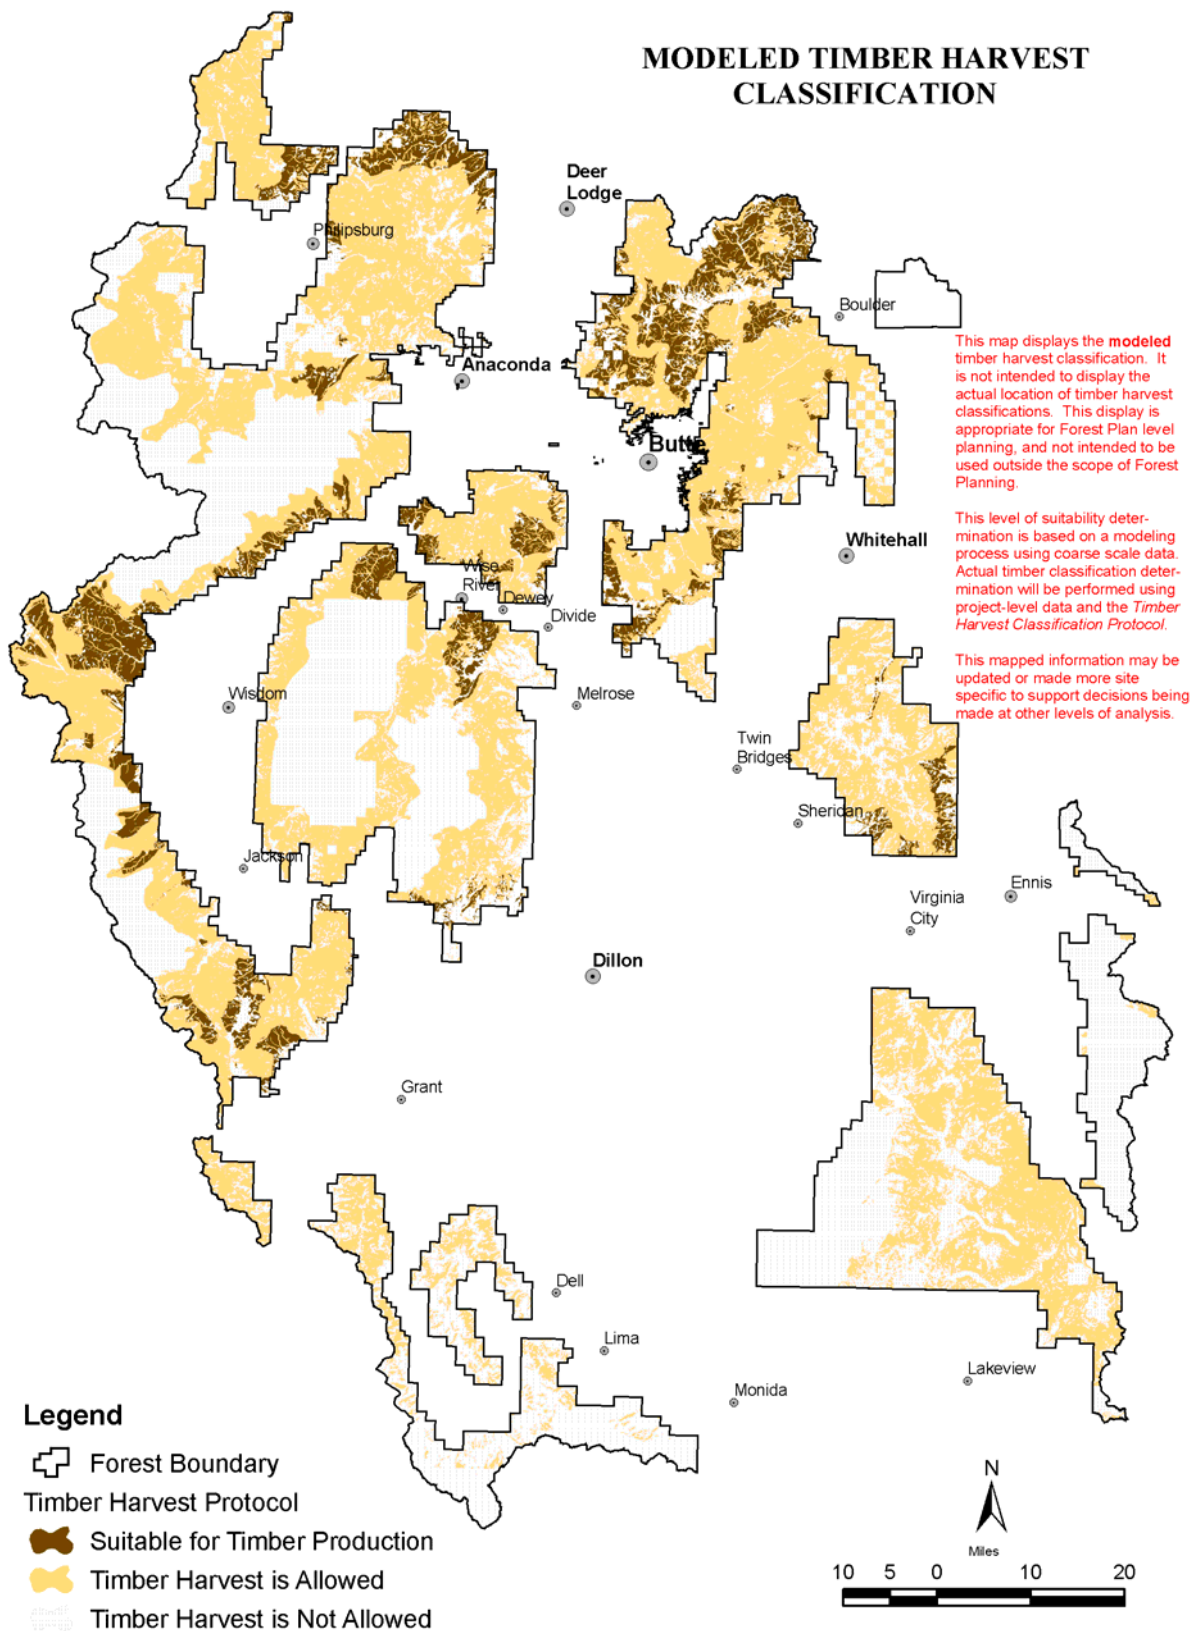 MODELED TIMBER HARVEST
CLASSIFICATION
Deer
Lodge
Philipsburg
Boulder
Anaconda
Butte
Whitehall
Wise
River
Dewey
Divide
Wisdom
Melrose
Twin
Bridges
Sheridan
Jackson
Ennis
Virginia
City
Dillon
Grant
Dell
Lima
Monida
Lakeview
This map displays the modeled
timber harvest classification. It
is not intended to display the
actual location of timber harvest
classifications. This display is
appropriate for Forest Plan level
planning, and not intended to be
used outside the scope of Forest
Planning.
This level of suitability deter-
mination is based on a modeling
process using coarse scale data.
Actual timber classification deter-
mination will be performed using
project-level data and the Timber
Harvest Classification Protocol.
This mapped information may be
updated or made more site
specific to support decisions being
made at other levels of analysis.
Legend
Forest Boundary
Timber Harvest Protocol
Suitable for Timber Production
Timber Harvest is Allowed
Timber Harvest is Not Allowed
N
Miles
10 5 0 10 20